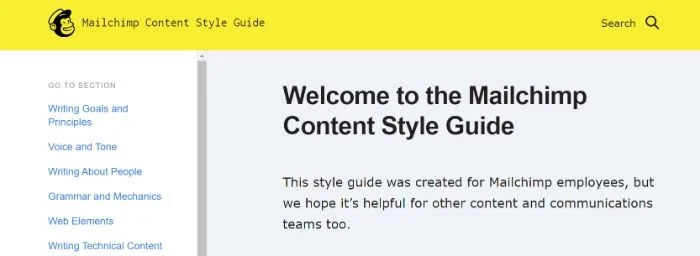 Mailchimp Content Style Guide
Search
GO TO SECTION
Writing Goals and
Principles
Voice and Tone
Writing About People
Grammar and Mechanics
Web Elements
Writing Technical Content
Welcome to the Mailchimp
Content Style Guide
This style guide was created for Mailchimp employees, but
we hope it’s helpful for other content and communications
teams too.